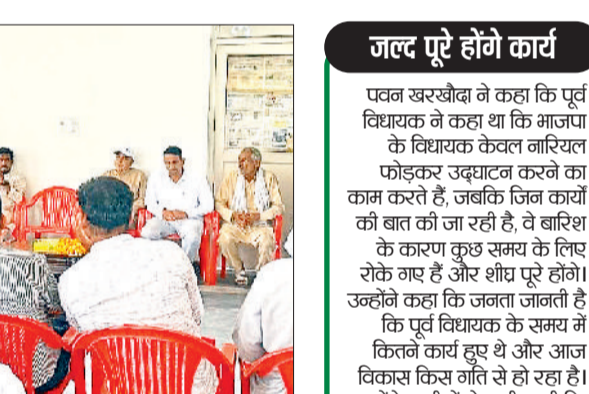 जल्द पूरे होंगे कार्य
पवन खरखौदा ने कहा कि पूर्व
विधायक ने कहा था कि भाजपा
के विधायक केवल नारियल
फोड़कर उद्घाटन करने का
काम करते हैं, जबकि जिन कार्यों
की बात की जा रही है, वे बारिश
के कारण कुछ समय के लिए
रोके गए हैं और शीघ्र पूरे होंगे।
उन्होंने कहा कि जनता जानती है
कि पूर्व विधायक के समय में
कितने कार्य हुए थे और आज
विकास किस गति से हो रहा है।